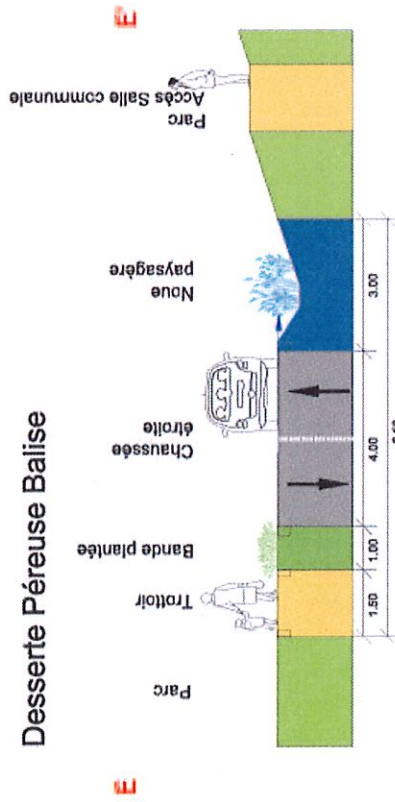 Desserte Péreuse Balise
E
E
Parc
Trottoir
Bande plantée
Chaussée
étroite
Noue
paysagère
Parc
Accès Salle communale
1.50
1.00
4.00
3.00